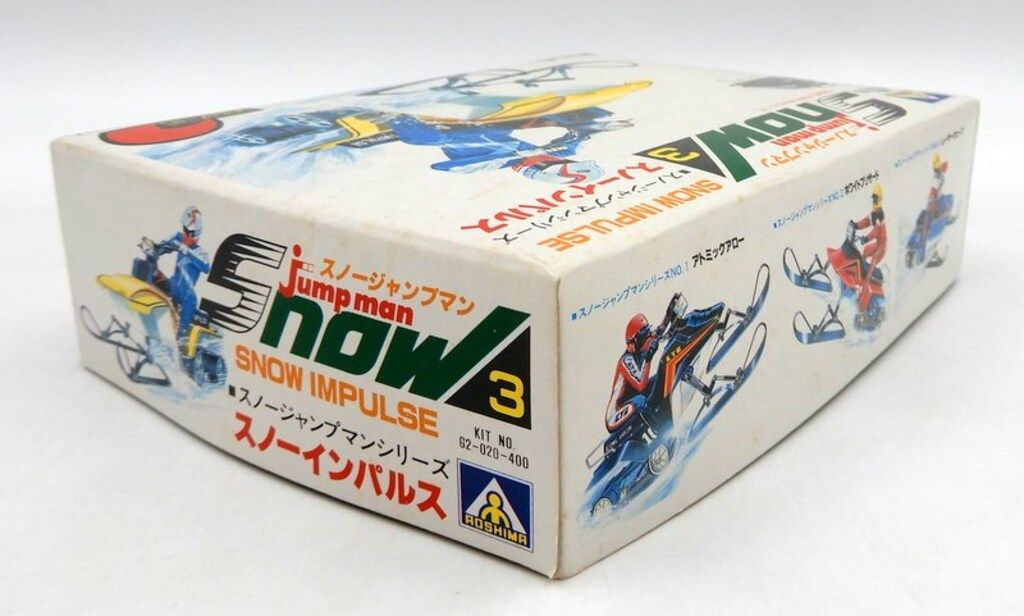 スノージャンプマン
Snow
jump man
3
SNOW IMPULSE
■スノージャンプマンシリーズ
スノーインパルス
KIT NO.
G2-020-400
AOSHIMA
スノージャンプマン
Snow
jump man
3
SNOW IMPULSE
■スノージャンプマンシリーズ
スノーインパルス
■スノージャンプマンシリーズNO.1 アトミックアロー
■スノージャンプマンシリーズNO.2 ホワイトブリザード